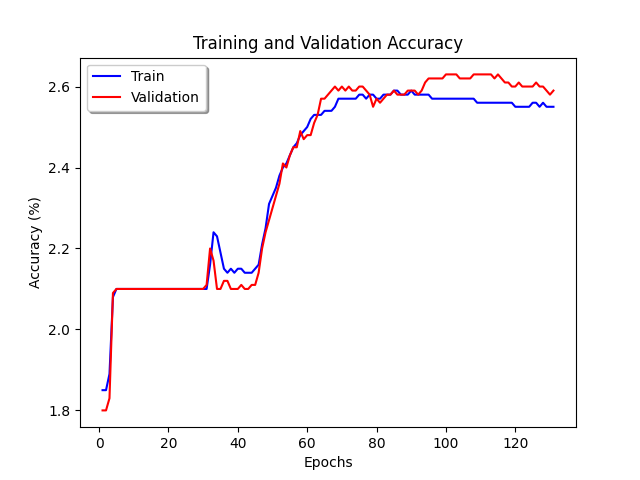 Training and Validation Accuracy
Train
Validation
Accuracy (%)
2.6
2.4
2.2
2.0
1.8
0 20 40 60 80 100 120
Epochs